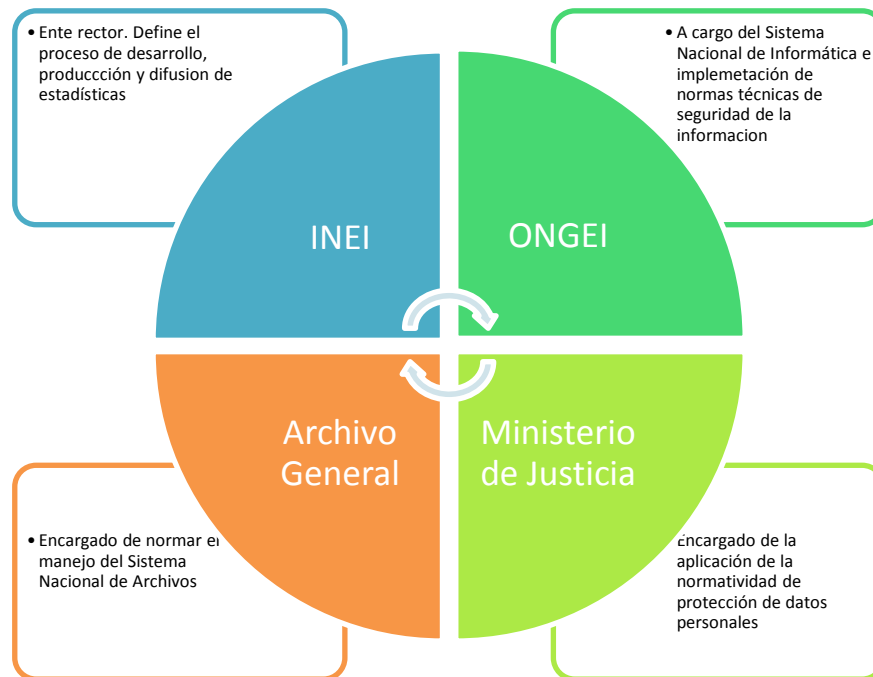 • Ente rector. Define el
proceso de desarrollo,
produccción y difusion de
estadísticas
• A cargo del Sistema
Nacional de Informática e
implemetación de
normas técnicas de
seguridad de la
informacion
INEI
ONGEI
Archivo
General
Ministerio
de Justicia
• Encargado de normar el
manejo del Sistema
Nacional de Archivos
Encargado de la
aplicación de la
normatividad de
protección de datos
personales